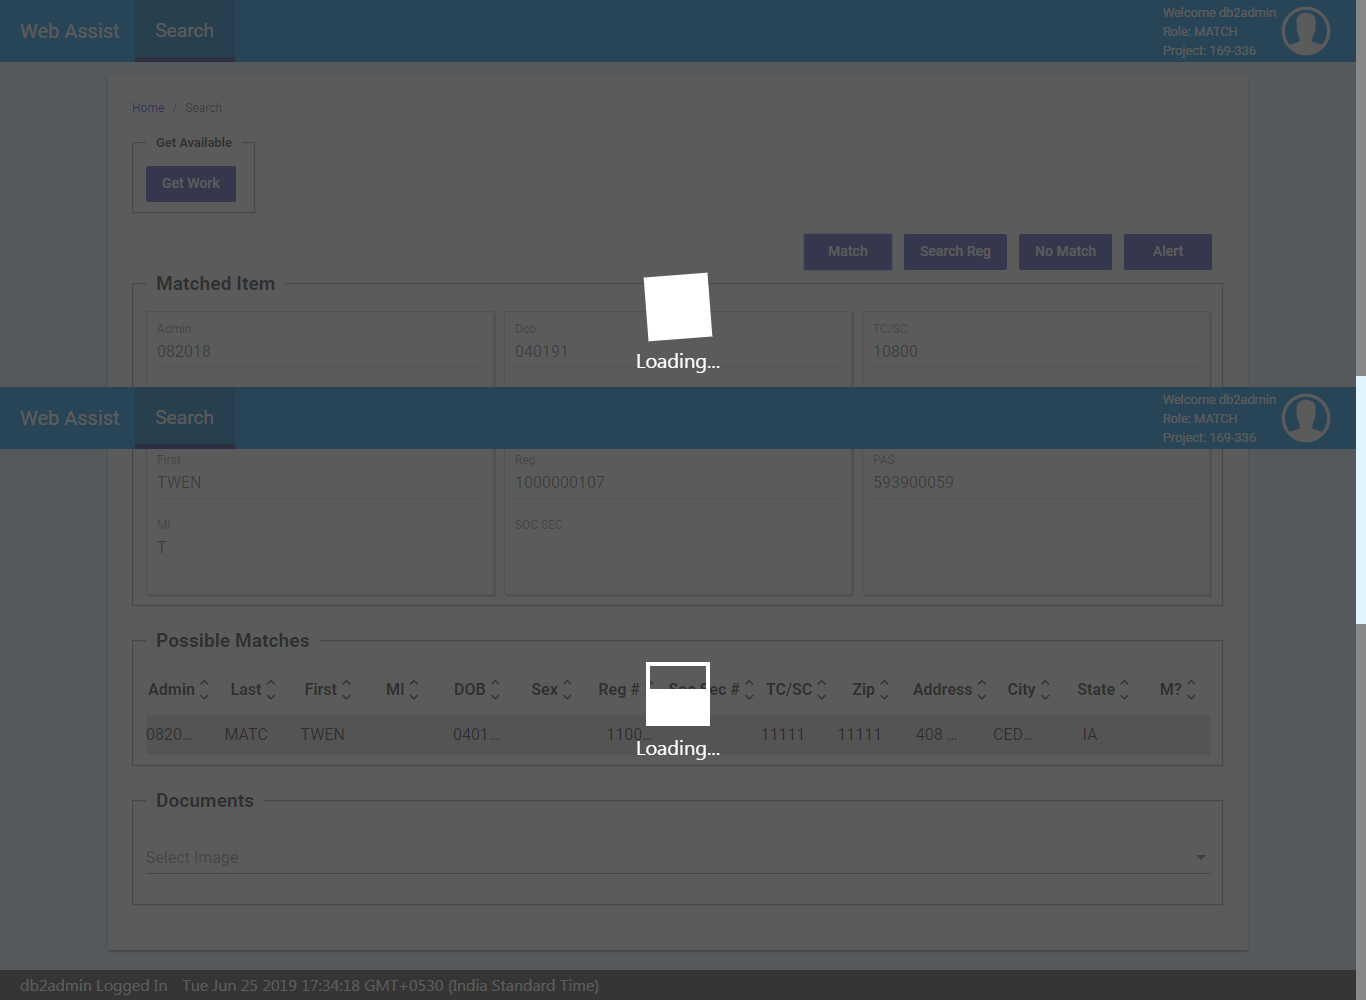 Web Assist Search Welcome db2admin
Role: MATCH
Project: 169-336
Home / Search
Get Available
Get Work
Match Search Reg No Match Alert
Matched Item
Admin Dob TC/SC
082018 040191 10800
Loading...
Web Assist Search Welcome db2admin
Role: MATCH
Project: 169-336
First Reg PAS
TWEN 1000000107 593900059
MI SOC SEC
T
Possible Matches
Admin Last First MI DOB Sex Reg # Soc Sec # TC/SC Zip Address City State M?
0820... MATC TWEN 0401... 1100... 11111 11111 408 ... CED... IA
Loading...
Documents
Select Image
db2admin Logged In Tue Jun 25 2019 17:34:18 GMT+0530 (India Standard Time)